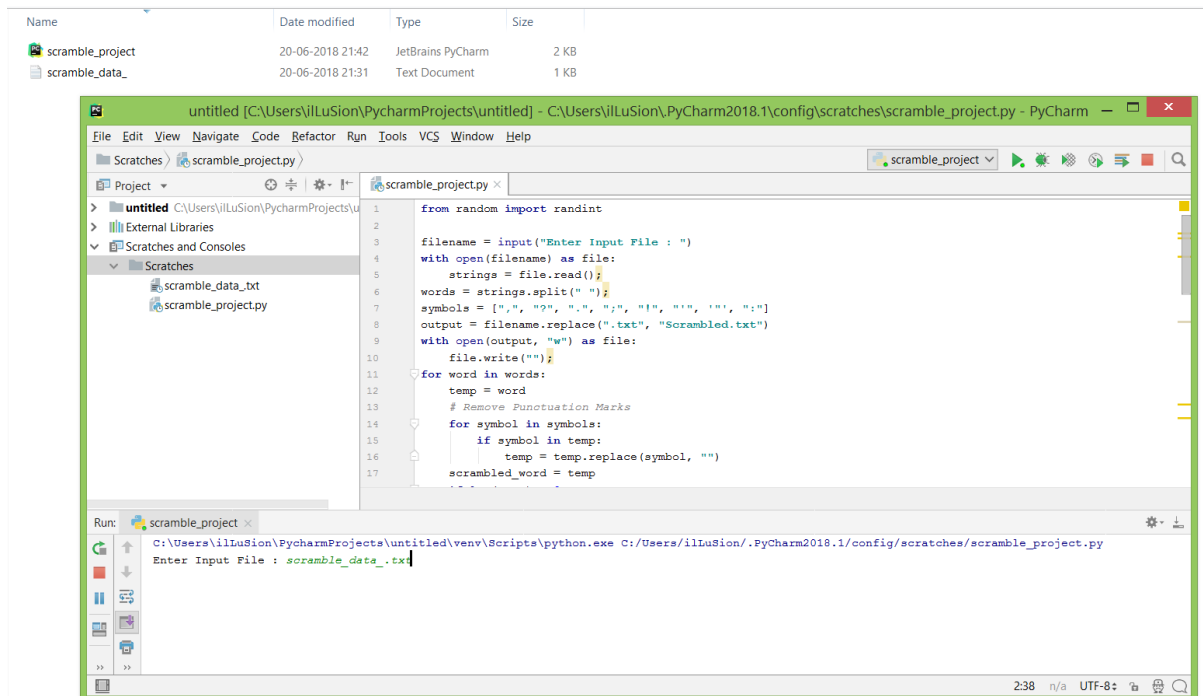 Name Date modified Type Size
scramble_project 20-06-2018 21:42 JetBrains PyCharm 2 KB
scramble_data_ 20-06-2018 21:31 Text Document 1 KB
untitled [C:\Users\ilLuSion\PycharmProjects\untitled] - C:\Users\ilLuSion\.PyCharm2018.1\config\scratches\scramble_project.py - PyCharm
File Edit View Navigate Code Refactor Run Tools VCS Window Help
Scratches scramble_project.py scramble_project
Project
untitled C:\Users\ilLuSion\PycharmProjects\u
External Libraries
Scratches and Consoles
Scratches
scramble_data_.txt
scramble_project.py
scramble_project.py
1 from random import randint
2
3 filename = input("Enter Input File : ")
4 with open(filename) as file:
5     strings = file.read();
6 words = strings.split(" ");
7 symbols = [",", "?", ".", ";", "!", "'", '"', ":"]
8 output = filename.replace(".txt", "Scrambled.txt")
9 with open(output, "w") as file:
10     file.write("");
11 for word in words:
12     temp = word
13     # Remove Punctuation Marks
14     for symbol in symbols:
15         if symbol in temp:
16             temp = temp.replace(symbol, "")
17     scrambled_word = temp
Run: scramble_project
C:\Users\ilLuSion\PycharmProjects\untitled\venv\Scripts\python.exe C:/Users/ilLuSion/.PyCharm2018.1/config/scratches/scramble_project.py
Enter Input File : scramble_data_.txt
2:38 n/a UTF-8